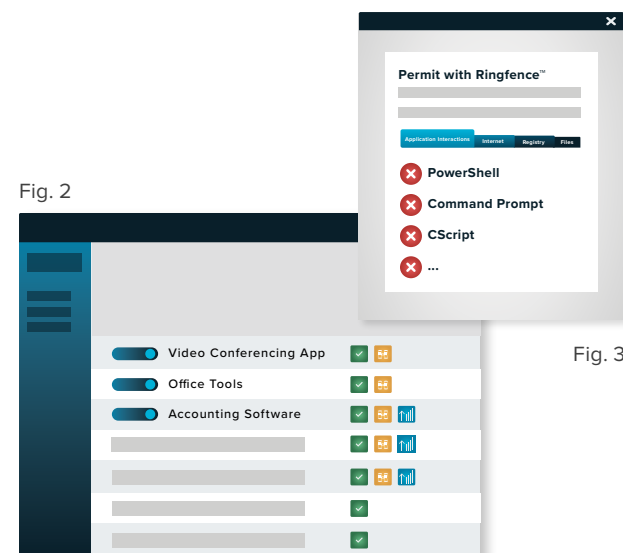 Permit with Ringfence™
Application Interactions Internet Registry Files
PowerShell
Command Prompt
CScript
...
Fig. 2
Video Conferencing App
Office Tools
Accounting Software
Fig. 3